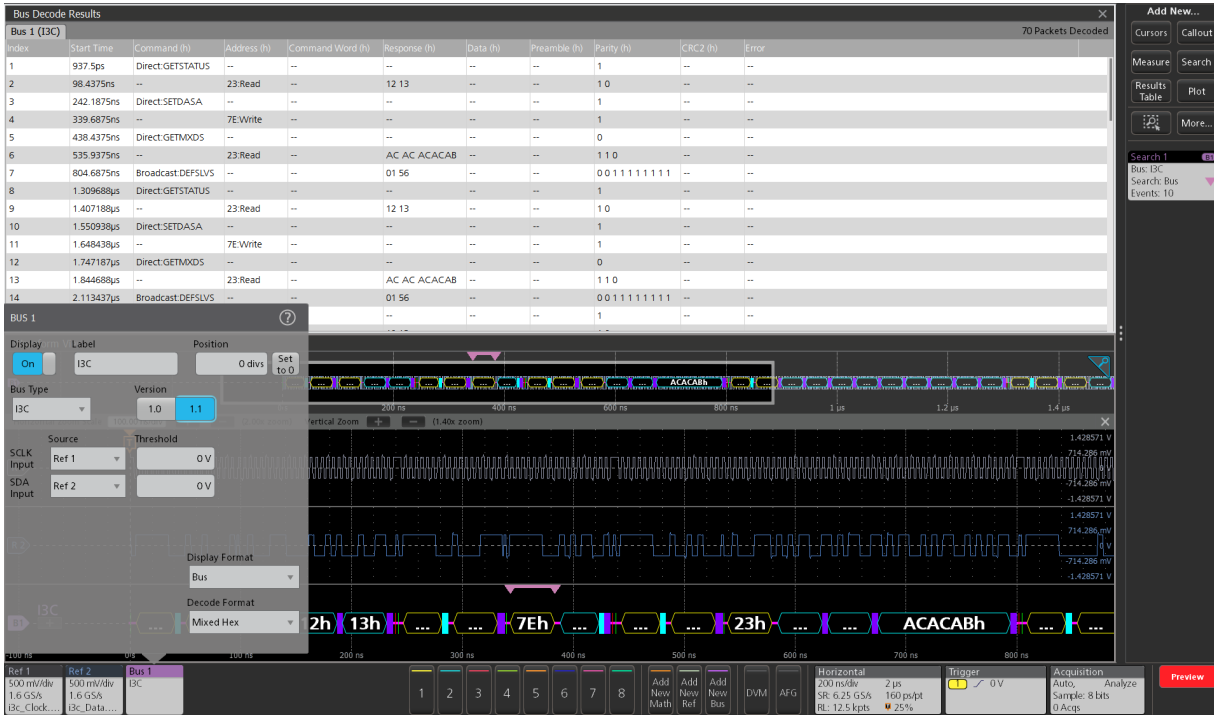 Bus Decode Results
Add New...
Bus 1 (I3C)
70 Packets Decoded
Cursors Callout
Index Start Time Command (h) Address (h) Command Word (h) Response (h) Data (h) Preamble (h) Parity (h) CRC2 (h) Error
1 937.5ps Direct:GETSTATUS -- -- -- -- -- 1 -- --
2 98.4375ns -- 23:Read -- 12 13 -- -- 1 0 -- --
3 242.1875ns Direct:SETDASA -- -- -- -- -- 1 -- --
4 339.6875ns -- 7E:Write -- -- -- -- 1 -- --
5 438.4375ns Direct:GETMXDS -- -- -- -- -- 0 -- --
6 535.9375ns -- 23:Read -- AC AC ACACAB -- -- 1 1 0 -- --
7 804.6875ns Broadcast:DEFSLVS -- -- 01 56 -- -- 0 0 1 1 1 1 1 1 1 1 -- --
8 1.309688µs Direct:GETSTATUS -- -- -- -- -- 1 -- --
9 1.407188µs -- 23:Read -- 12 13 -- -- 1 0 -- --
10 1.550938µs Direct:SETDASA -- -- -- -- -- 1 -- --
11 1.648438µs -- 7E:Write -- -- -- -- 1 -- --
12 1.747187µs Direct:GETMXDS -- -- -- -- -- 0 -- --
13 1.844688µs -- 23:Read -- AC AC ACACAB -- -- 1 1 0 -- --
14 2.113437µs Broadcast:DEFSLVS -- -- 01 56 -- -- 0 0 1 1 1 1 1 1 1 1 -- --
-- -- -- 1 -- --
Measure Search
Results Table Plot
More...
Search 1 B1
Bus: I3C
Search: Bus
Events: 10
BUS 1 ?
Display Label Position
On I3C 0 divs Set to 0
Bus Type Version
I3C 1.0 1.1
Source Threshold
SCLK Input Ref 1 0 V
SDA Input Ref 2 0 V
Display Format
Bus
Decode Format
Mixed Hex
ACACABh
200 ns 400 ns 600 ns 800 ns 1 µs 1.2 µs 1.4 µs
Vertical Zoom + − (1.40x zoom)
1.428571 V
714.286 mV
0 V
-714.286 mV
-1.428571 V
1.428571 V
714.286 mV
0 V
-714.286 mV
-1.428571 V
I3C
... 2h 13h ... ... 7Eh ... ... ... 23h ... ... ACACABh ... ...
-100 ns 0 s 100 ns 200 ns 300 ns 400 ns 500 ns 600 ns 700 ns 800 ns
Ref 1
500 mV/div
1.6 GS/s
i3c_Clock....
Ref 2
500 mV/div
1.6 GS/s
i3c_Data....
Bus 1
I3C
1 2 3 4 5 6 7 8
Add New Math
Add New Ref
Add New Bus
DVM AFG
Horizontal
200 ns/div 2 µs
SR: 6.25 GS/s 160 ps/pt
RL: 12.5 kpts 25%
Trigger
1 0 V
Acquisition
Auto, Analyze
Sample: 8 bits
0 Acqs
Preview